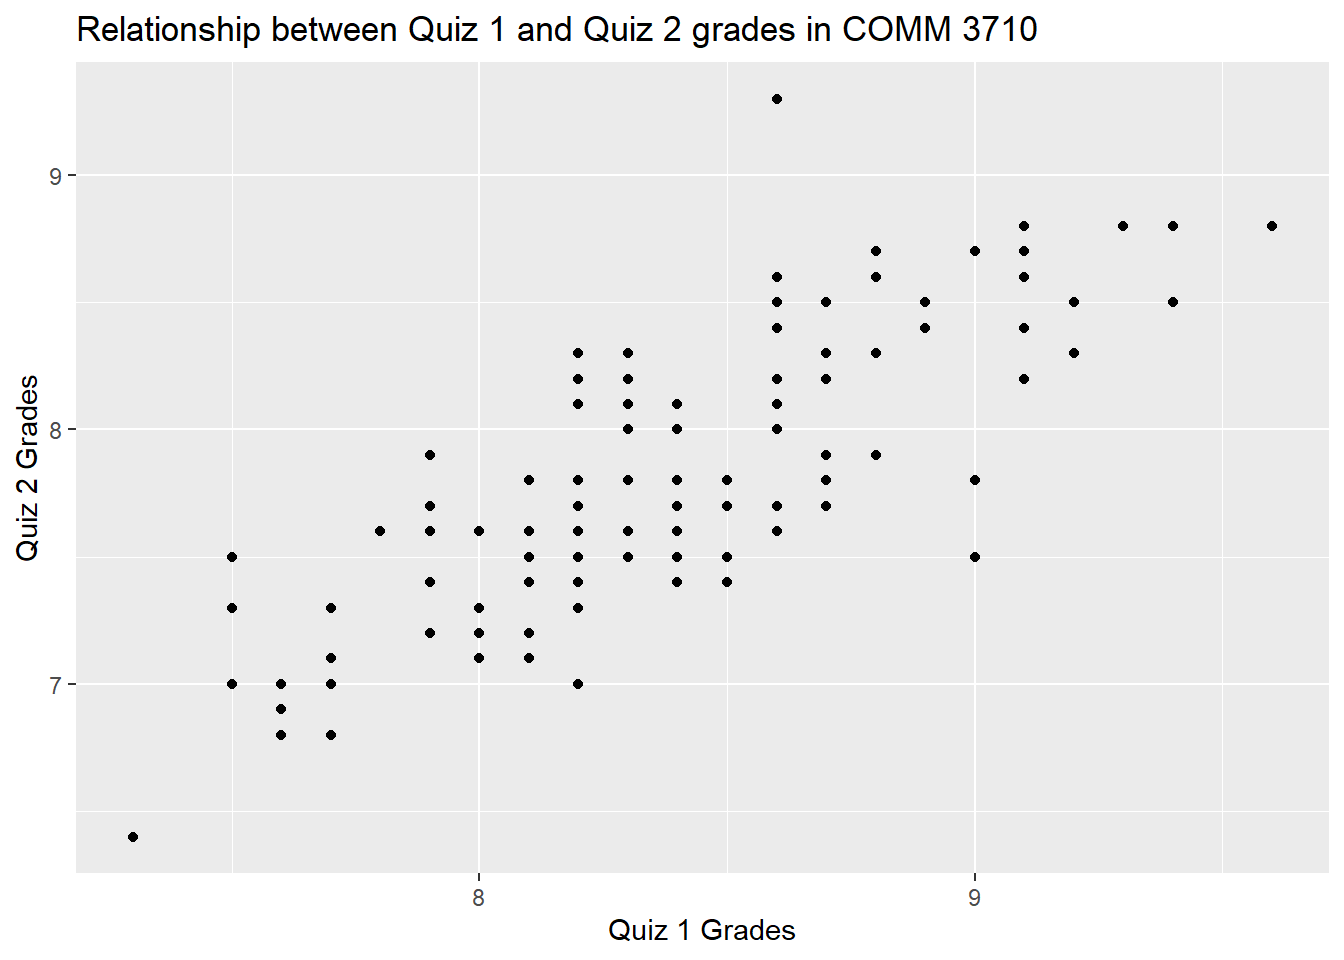 Relationship between Quiz 1 and Quiz 2 grades in COMM 3710
9
8
7
Quiz 2 Grades
8 9
Quiz 1 Grades